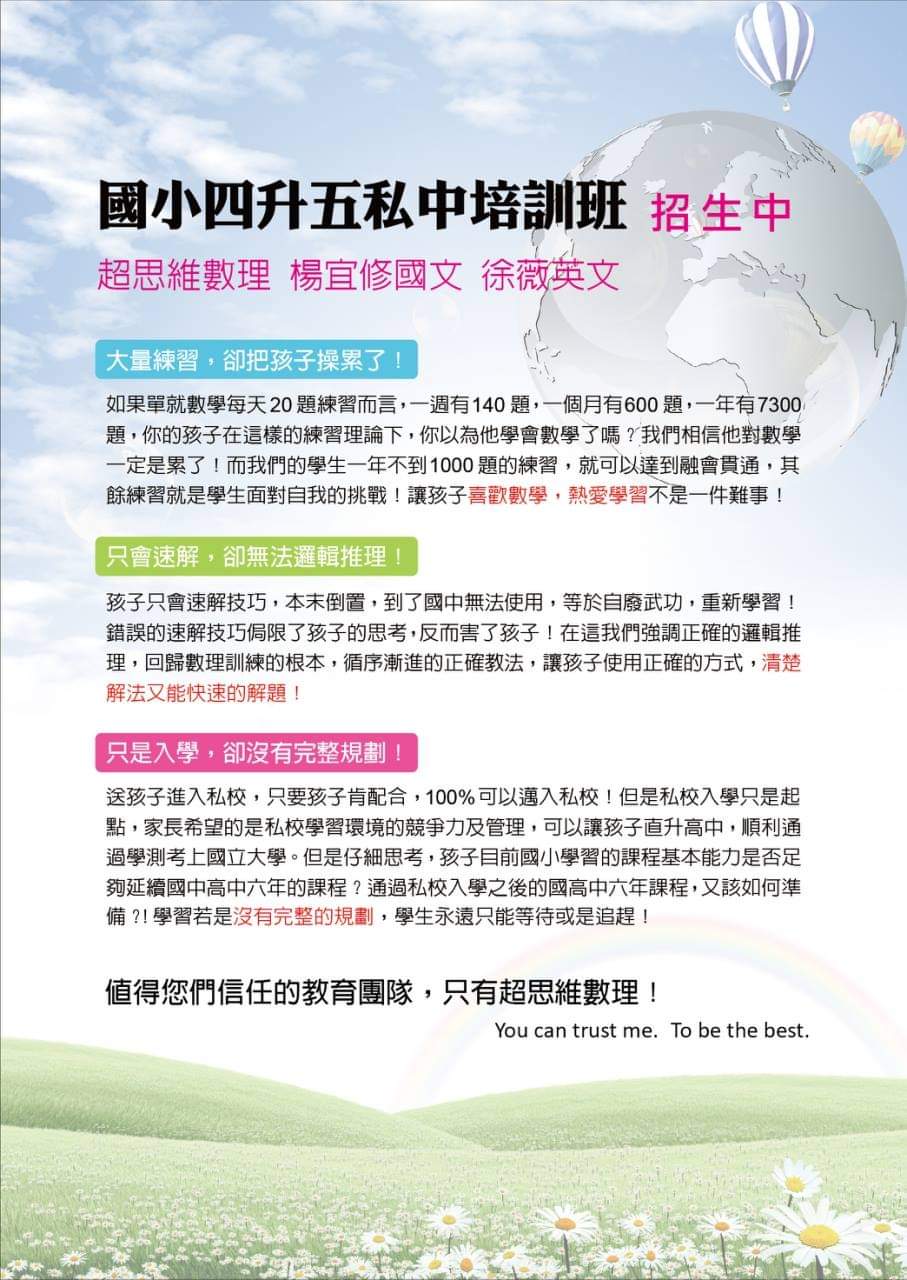 國小四升五私中培訓班 招生中
超思維數理 楊宜修國文 徐薇英文
大量練習，卻把孩子操累了！
如果單就數學每天20題練習而言，一週有140題，一個月有600題，一年有7300
題，你的孩子在這樣的練習理論下，你以為他學會數學了嗎？我們相信他對數學
一定是累了！而我們的學生一年不到1000題的練習，就可以達到融會貫通，其
餘練習就是學生面對自我的挑戰！讓孩子喜歡數學，熱愛學習不是一件難事！
只會速解，卻無法邏輯推理！
孩子只會速解技巧，本末倒置，到了國中無法使用，等於自廢武功，重新學習！
錯誤的速解技巧侷限了孩子的思考，反而害了孩子！在這我們強調正確的邏輯推
理，回歸數理訓練的根本，循序漸進的正確教法，讓孩子使用正確的方式，清楚
解法又能快速的解題！
只是入學，卻沒有完整規劃！
送孩子進入私校，只要孩子肯配合，100%可以邁入私校！但是私校入學只是起
點，家長希望的是私校學習環境的競爭力及管理，可以讓孩子直升高中，順利通
過學測考上國立大學。但是仔細思考，孩子目前國小學習的課程基本能力是否足
夠延續國中高中六年的課程？通過私校入學之後的國高中六年課程，又該如何準
備？！學習若是沒有完整的規劃，學生永遠只能等待或是追趕！
值得您們信任的教育團隊，只有超思維數理！
You can trust me. To be the best.